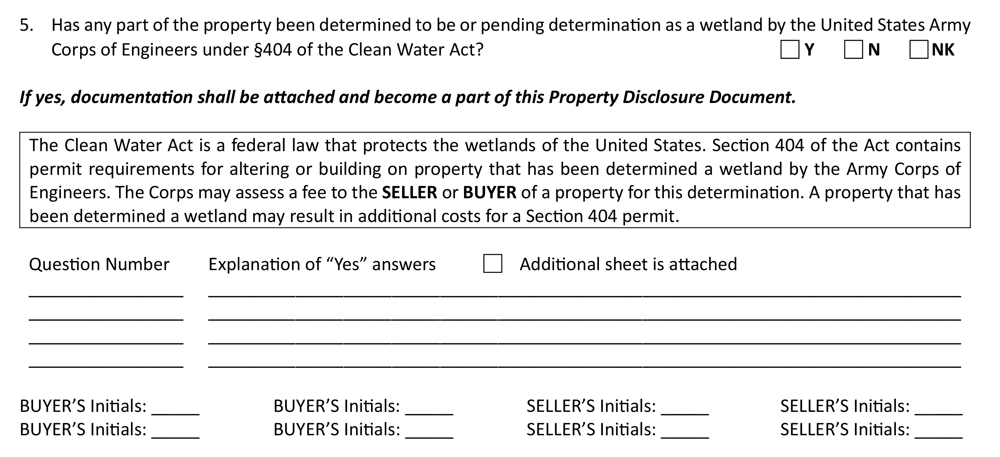 5. Has any part of the property been determined to be or pending determination as a wetland by the United States Army
Corps of Engineers under §404 of the Clean Water Act? ☐ Y ☐ N ☐ NK
If yes, documentation shall be attached and become a part of this Property Disclosure Document.
The Clean Water Act is a federal law that protects the wetlands of the United States. Section 404 of the Act contains
permit requirements for altering or building on property that has been determined a wetland by the Army Corps of
Engineers. The Corps may assess a fee to the SELLER or BUYER of a property for this determination. A property that has
been determined a wetland may result in additional costs for a Section 404 permit.
Question Number Explanation of “Yes” answers ☐ Additional sheet is attached
BUYER’S Initials: _____ BUYER’S Initials: _____ SELLER’S Initials: _____ SELLER’S Initials: _____
BUYER’S Initials: _____ BUYER’S Initials: _____ SELLER’S Initials: _____ SELLER’S Initials: _____